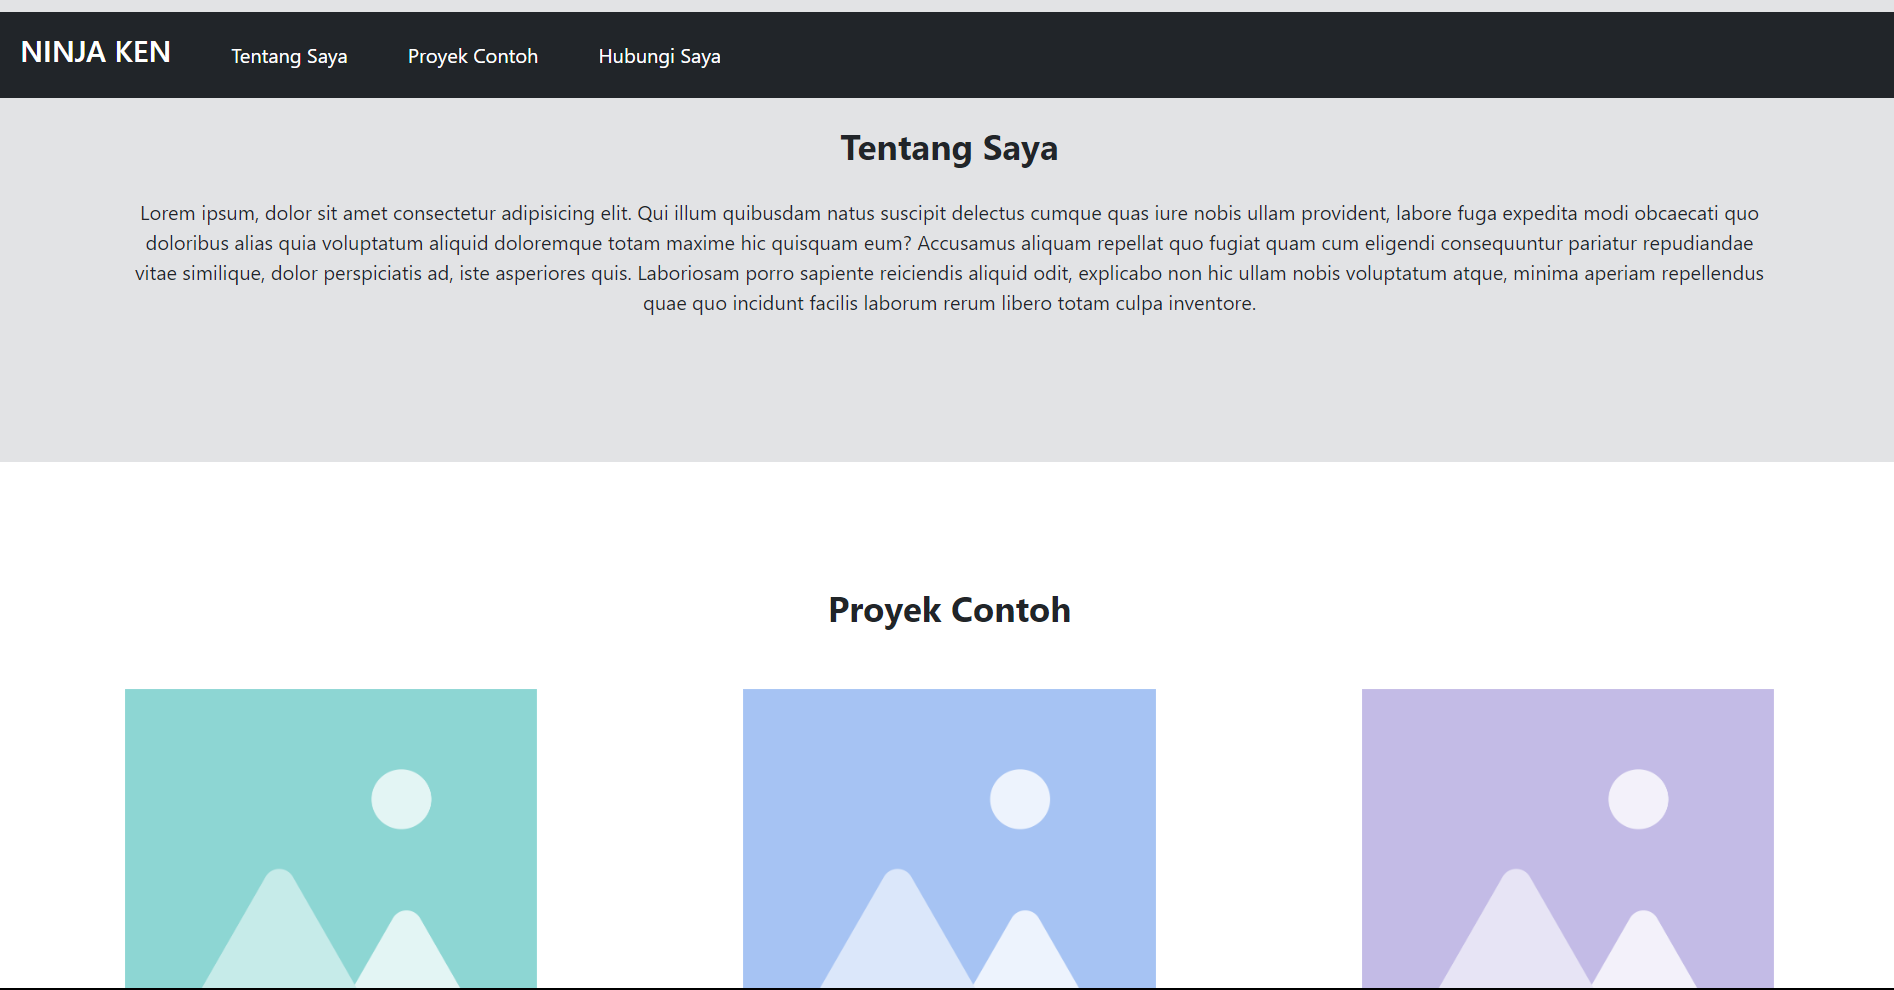 NINJA KEN Tentang Saya Proyek Contoh Hubungi Saya
Tentang Saya
Lorem ipsum, dolor sit amet consectetur adipisicing elit. Qui illum quibusdam natus suscipit delectus cumque quas iure nobis ullam provident, labore fuga expedita modi obcaecati quo
doloribus alias quia voluptatum aliquid doloremque totam maxime hic quisquam eum? Accusamus aliquam repellat quo fugiat quam cum eligendi consequuntur pariatur repudiandae
vitae similique, dolor perspiciatis ad, iste asperiores quis. Laboriosam porro sapiente reiciendis aliquid odit, explicabo non hic ullam nobis voluptatum atque, minima aperiam repellendus
quae quo incidunt facilis laborum rerum libero totam culpa inventore.
Proyek Contoh